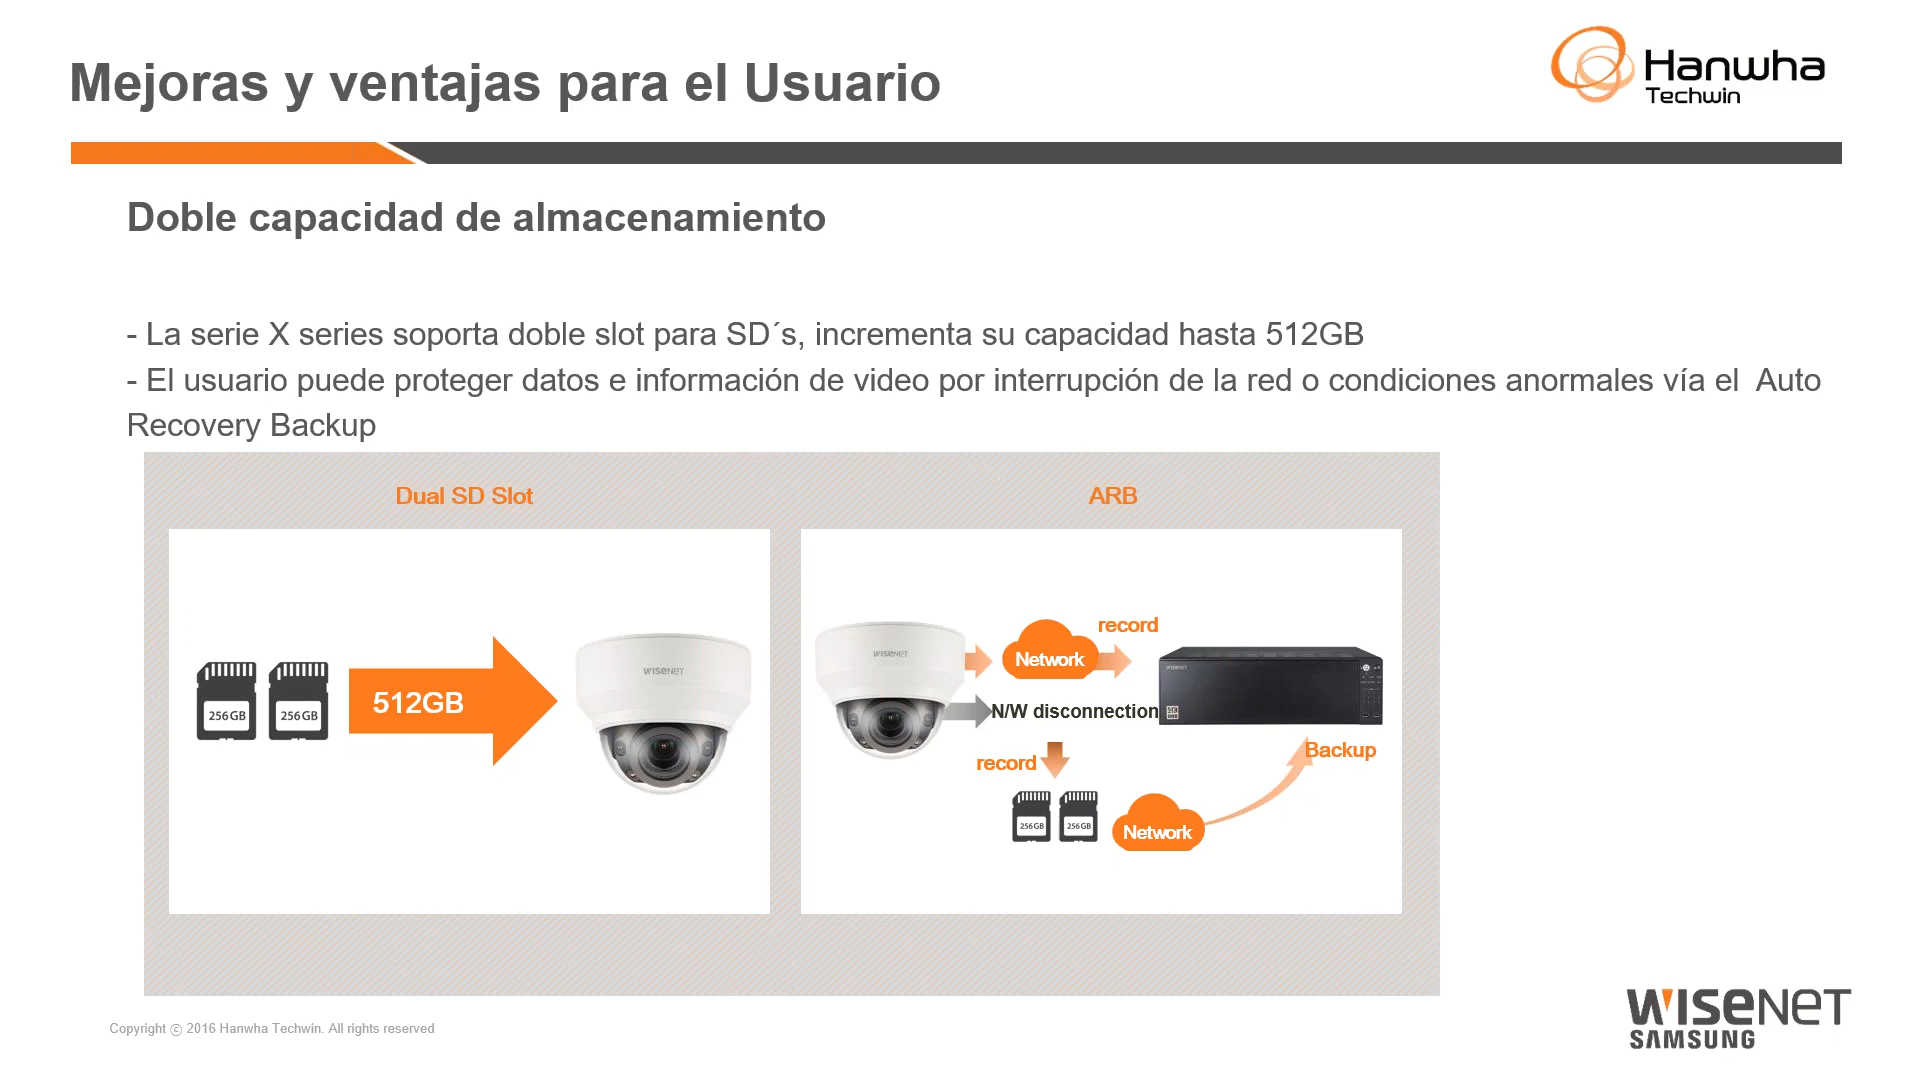 Mejoras y ventajas para el Usuario
Hanwha
Techwin
Doble capacidad de almacenamiento
- La serie X series soporta doble slot para SD´s, incrementa su capacidad hasta 512GB
- El usuario puede proteger datos e información de video por interrupción de la red o condiciones anormales vía el  Auto
Recovery Backup
Dual SD Slot
ARB
256GB
256GB
512GB
WISENET
WISENET
Network
record
WISENET
N/W disconnection
record
Backup
256GB
256GB
Network
Copyright ⓒ 2016 Hanwha Techwin. All rights reserved
WISENET
SAMSUNG